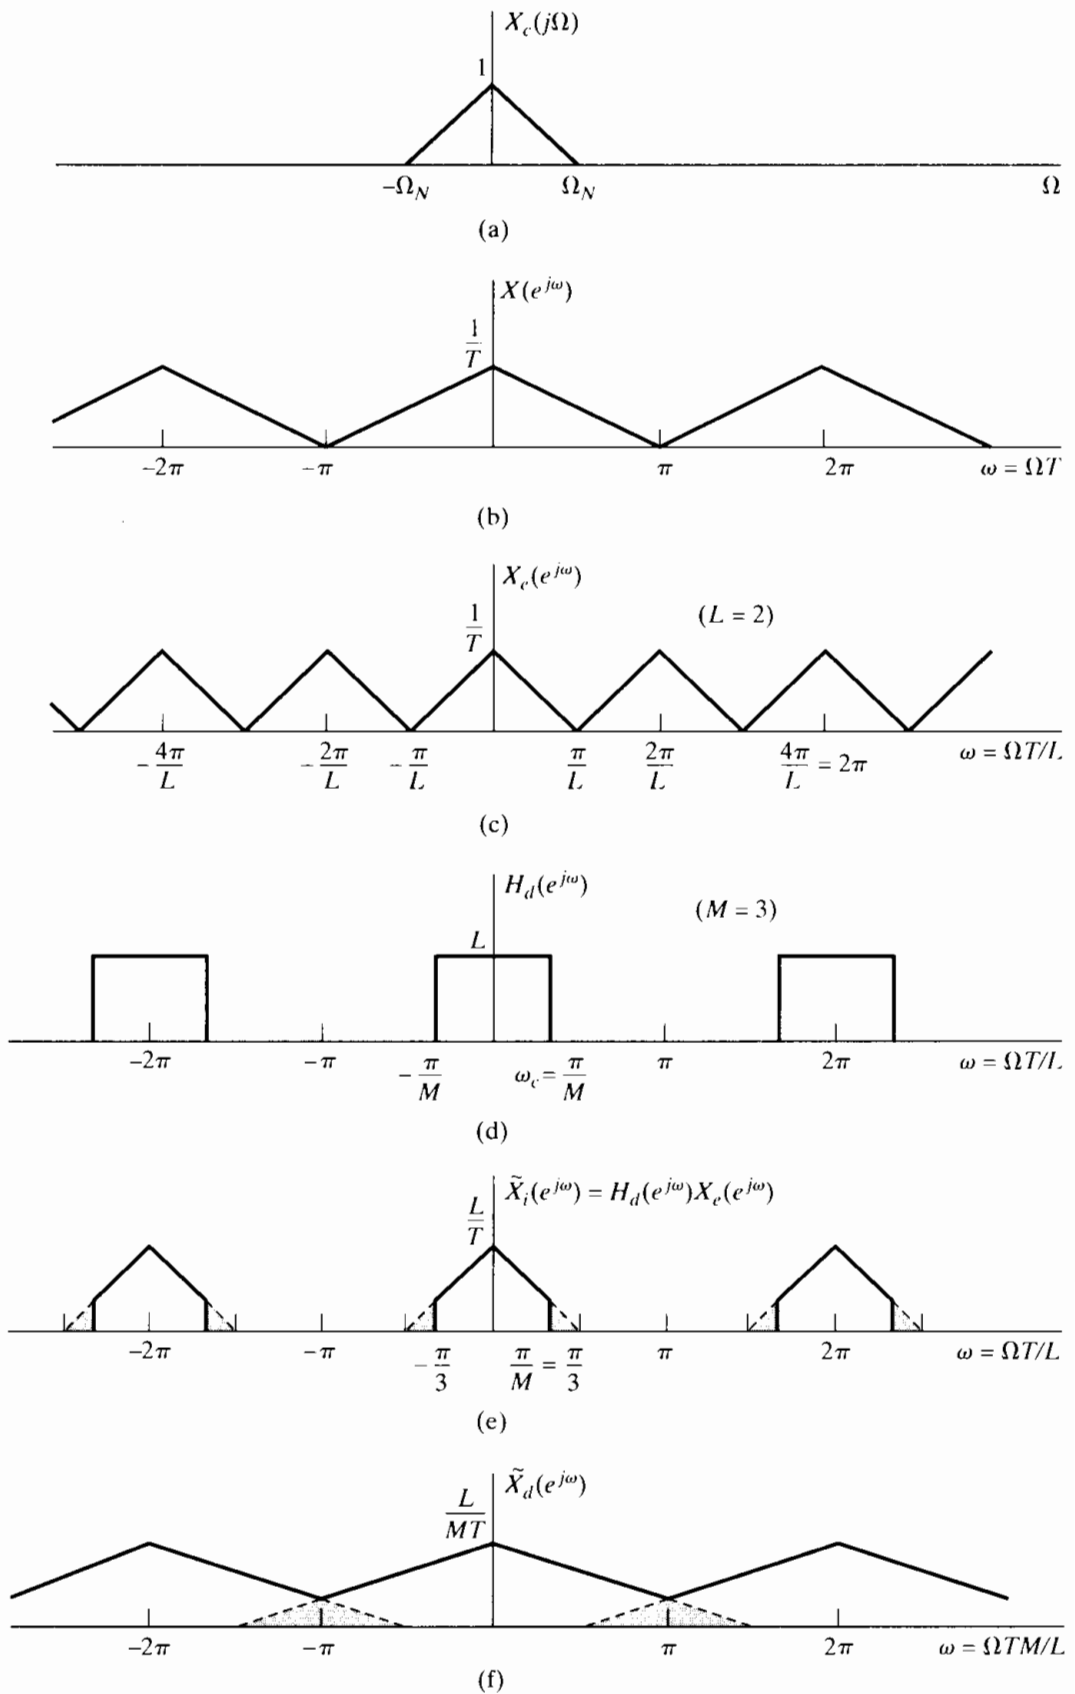 X_c(jΩ)
1
−Ω_N Ω_N Ω
(a)
X(e^{jω})
1/T
−2π −π π 2π ω = ΩT
(b)
X_e(e^{jω})
(L = 2)
1/T
−4π/L −2π/L −π/L π/L 2π/L 4π/L = 2π ω = ΩT/L
(c)
H_d(e^{jω})
(M = 3)
L
−2π −π −π/M ω_c = π/M π 2π ω = ΩT/L
(d)
X̃_i(e^{jω}) = H_d(e^{jω})X_e(e^{jω})
L/T
−2π −π −π/3 π/M = π/3 π 2π ω = ΩT/L
(e)
X̃_d(e^{jω})
L/MT
−2π −π π 2π ω = ΩTM/L
(f)